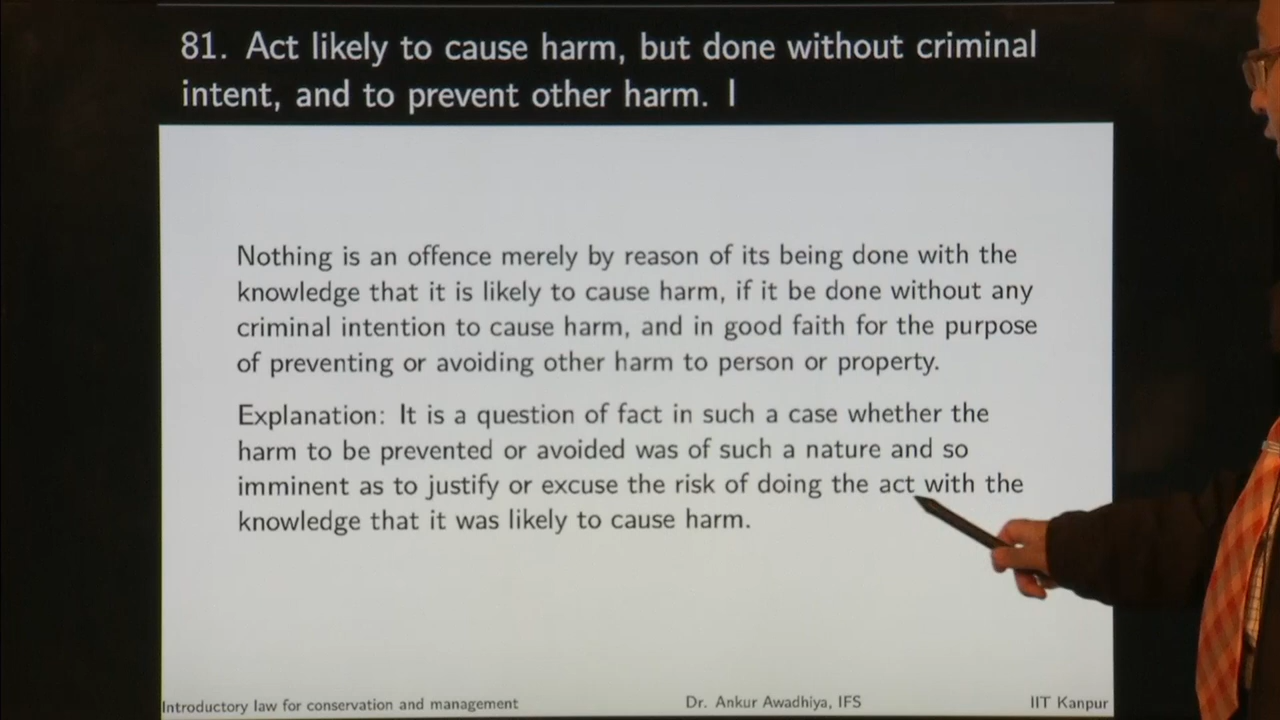 81. Act likely to cause harm, but done without criminal
intent, and to prevent other harm. I
Nothing is an offence merely by reason of its being done with the
knowledge that it is likely to cause harm, if it be done without any
criminal intention to cause harm, and in good faith for the purpose
of preventing or avoiding other harm to person or property.
Explanation: It is a question of fact in such a case whether the
harm to be prevented or avoided was of such a nature and so
imminent as to justify or excuse the risk of doing the act with the
knowledge that it was likely to cause harm.
Introductory law for conservation and management Dr. Ankur Awadhiya, IFS IIT Kanpur